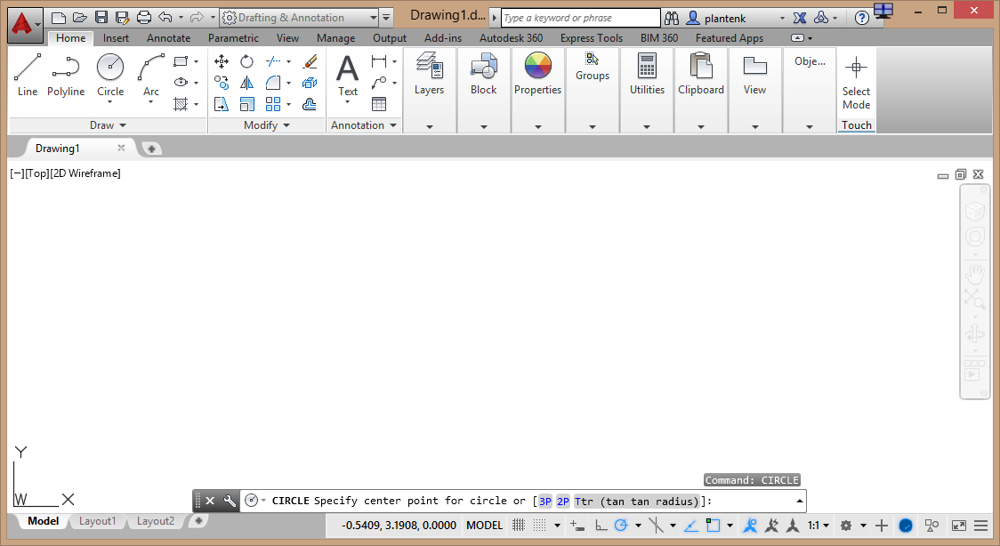 Drafting & Annotation
Drawing1.d...
Type a keyword or phrase
plantenk
Home Insert Annotate Parametric View Manage Output Add-ins Autodesk 360 Express Tools BIM 360 Featured Apps
Line Polyline Circle Arc
Text
Layers
Block
Properties
Groups
Utilities
Clipboard
View
Obje...
Select
Mode
Draw Modify Annotation Touch
Drawing1
[−][Top][2D Wireframe]
Y
W X
Command: CIRCLE
CIRCLE Specify center point for circle or [3P 2P Ttr (tan tan radius)]:
Model Layout1 Layout2
-0.5409, 3.1908, 0.0000 MODEL 1:1